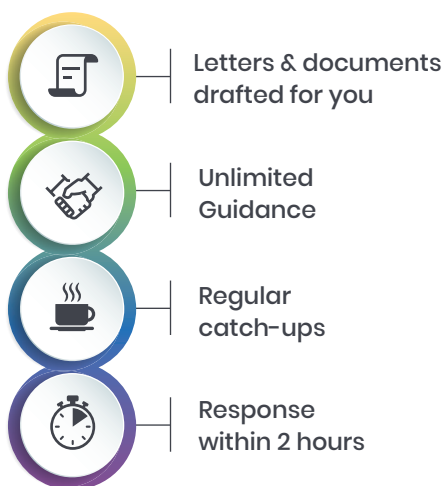 Letters & documents
drafted for you
Unlimited
Guidance
Regular
catch-ups
Response
within 2 hours